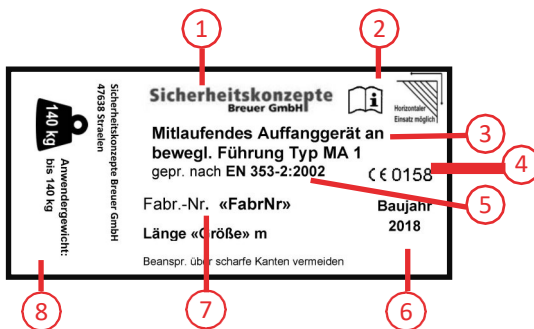 1
2
140 kg
Anwendergewicht:
bis 140 kg
Sicherheitskonzepte Breuer GmbH
47638 Straelen
Sicherheitskonzepte
Breuer GmbH
i
Horizontaler
Einsatz möglich
Mitlaufendes Auffanggerät an
bewegl. Führung Typ MA 1
gepr. nach EN 353-2:2002
CE 0158
3
4
5
Fabr.-Nr. «FabrNr»
Baujahr
2018
Länge «Größe» m
Beanspr. über scharfe Kanten vermeiden
8
7
6